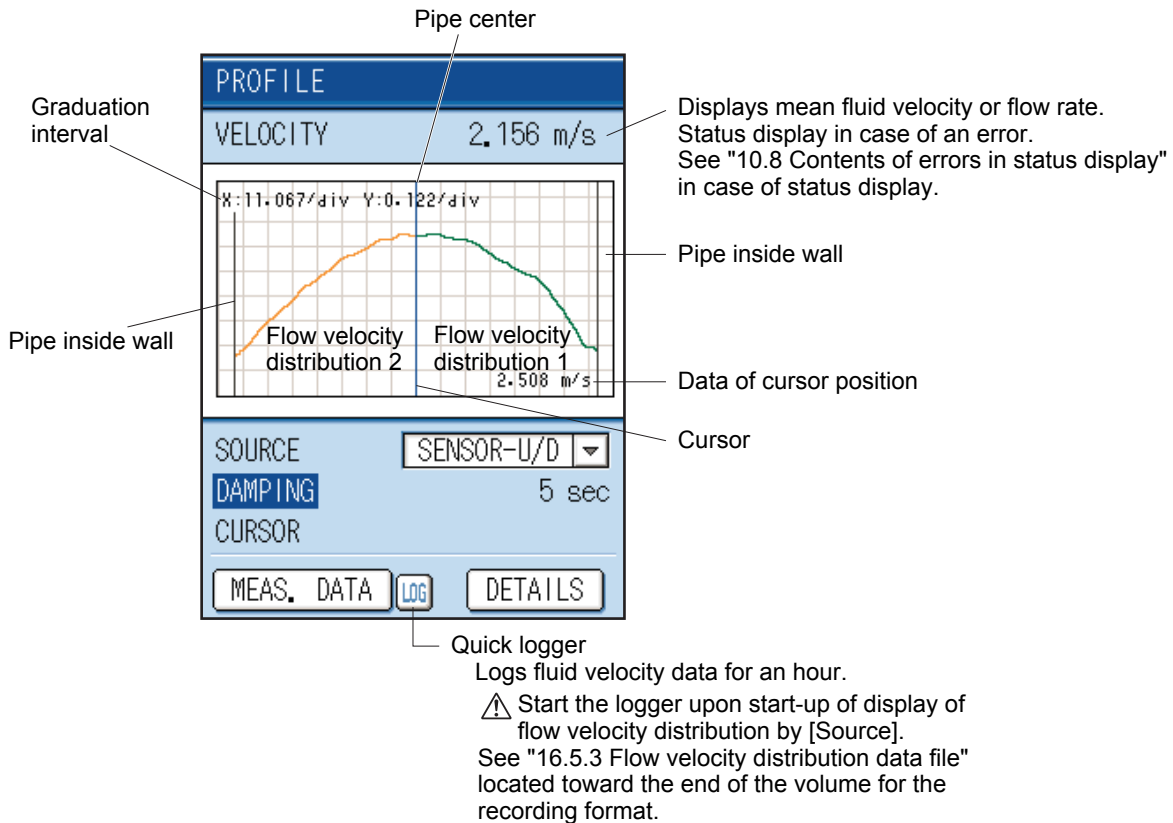 Pipe center
PROFILE
Graduation
interval
VELOCITY 2.156 m/s
Displays mean fluid velocity or flow rate.
Status display in case of an error.
See "10.8 Contents of errors in status display"
in case of status display.
X:11.067/div Y:0.122/div
Pipe inside wall
Pipe inside wall
Flow velocity
distribution 2
Flow velocity
distribution 1
2.508 m/s
Data of cursor position
Cursor
SOURCE SENSOR-U/D
DAMPING 5 sec
CURSOR
MEAS. DATA LOG DETAILS
Quick logger
Logs fluid velocity data for an hour.
Start the logger upon start-up of display of
flow velocity distribution by [Source].
See "16.5.3 Flow velocity distribution data file"
located toward the end of the volume for the
recording format.